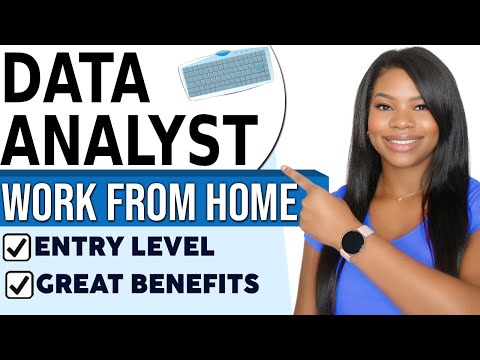 DATA
ANALYST
WORK FROM HOME
ENTRY LEVEL
GREAT BENEFITS